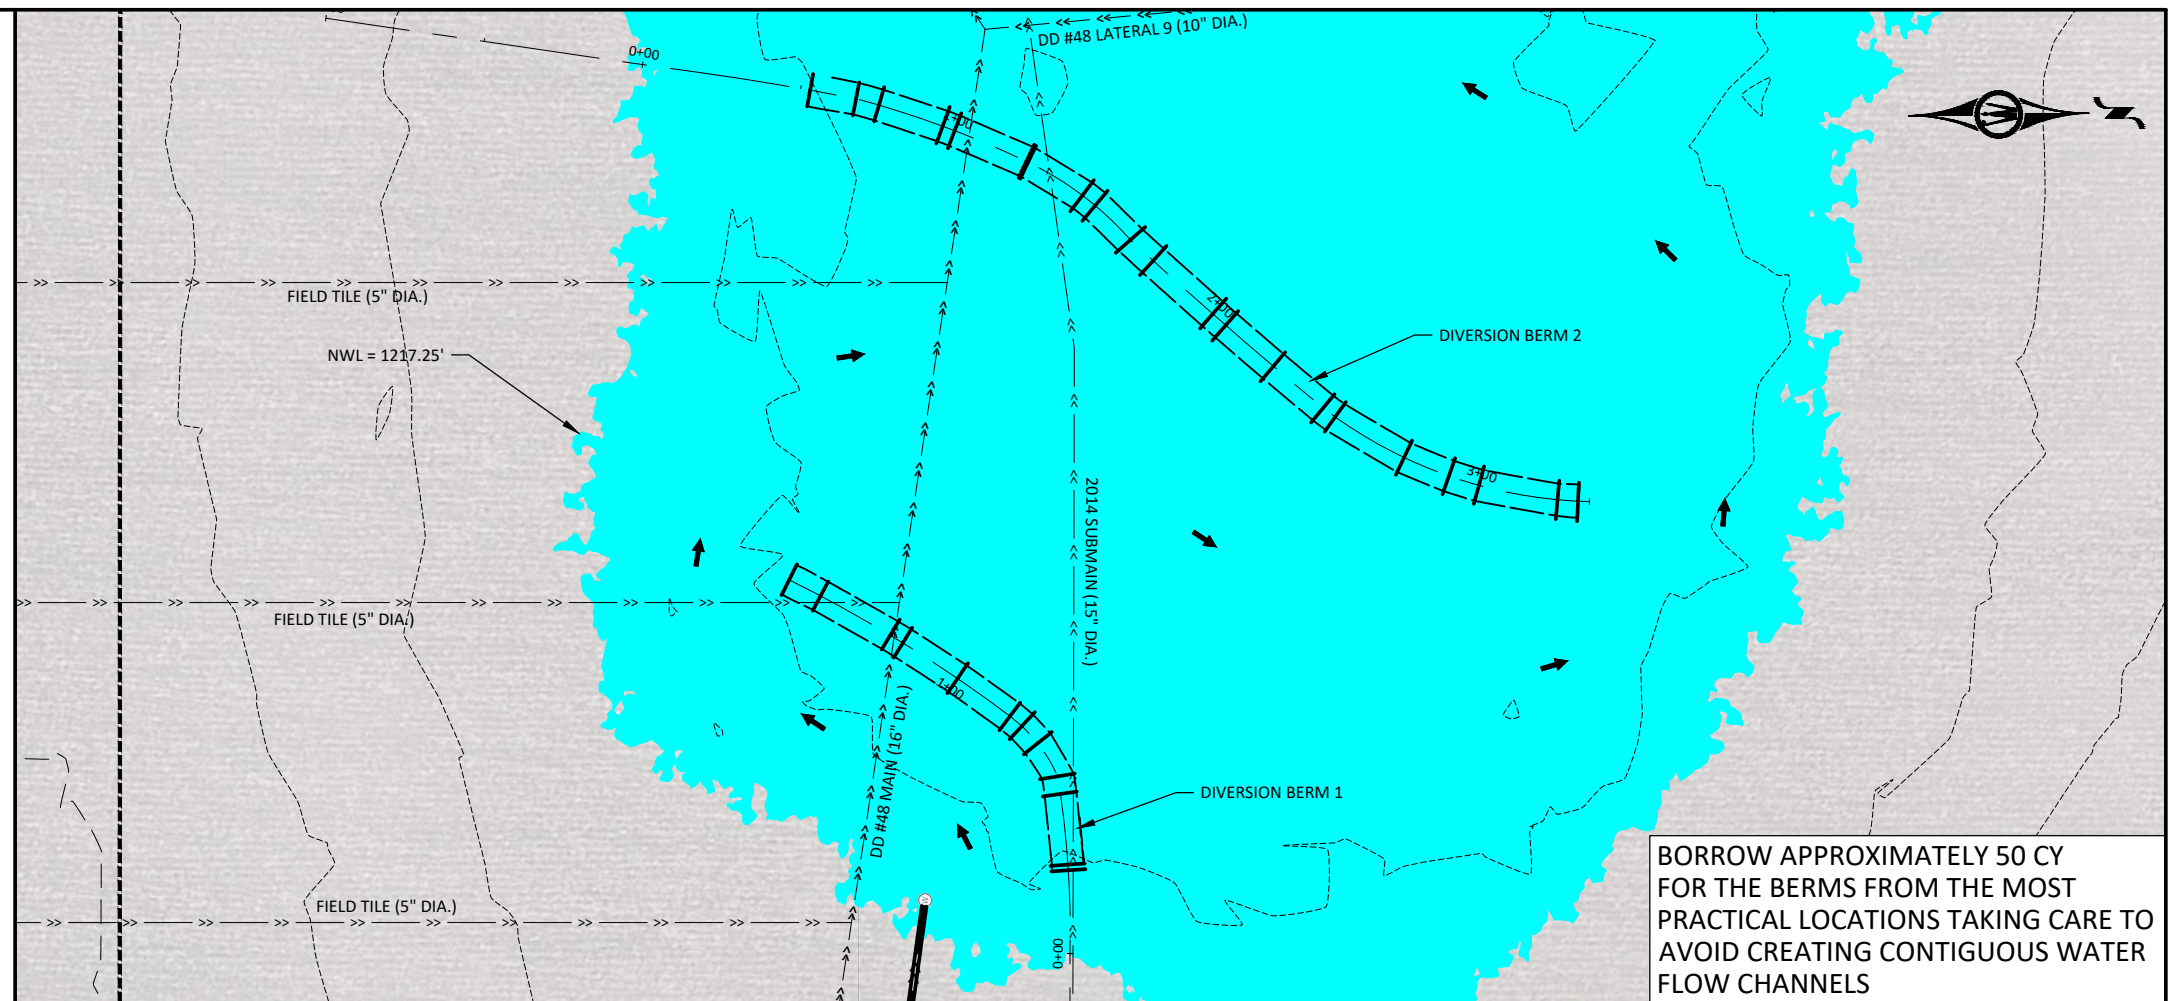 DD #48 LATERAL 9 (10" DIA.)
0+00
+00
FIELD TILE (5" DIA.)
2+00
NWL = 1217.25'
DIVERSION BERM 2
3+00
2014 SUBMAIN (15" DIA.)
FIELD TILE (5" DIA.)
1+00
DD #48 MAIN (16" DIA.)
DIVERSION BERM 1
FIELD TILE (5" DIA.)
0+00
BORROW APPROXIMATELY 50 CY
FOR THE BERMS FROM THE MOST
PRACTICAL LOCATIONS TAKING CARE TO
AVOID CREATING CONTIGUOUS WATER
FLOW CHANNELS